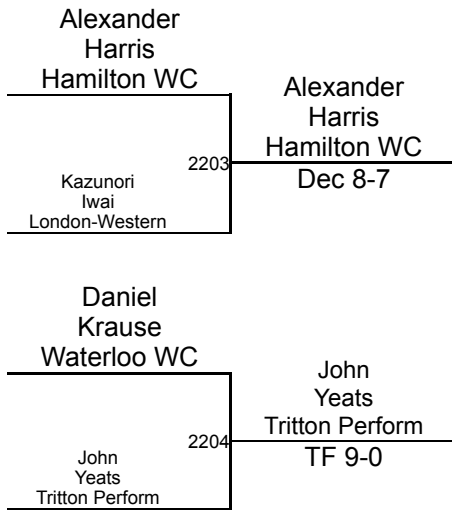 Alexander
Harris
Hamilton WC
Alexander
Harris
Hamilton WC
2203
Dec 8-7
Kazunori
Iwai
London-Western
Daniel
Krause
Waterloo WC
John
Yeats
Tritton Perform
2204
TF 9-0
John
Yeats
Tritton Perform